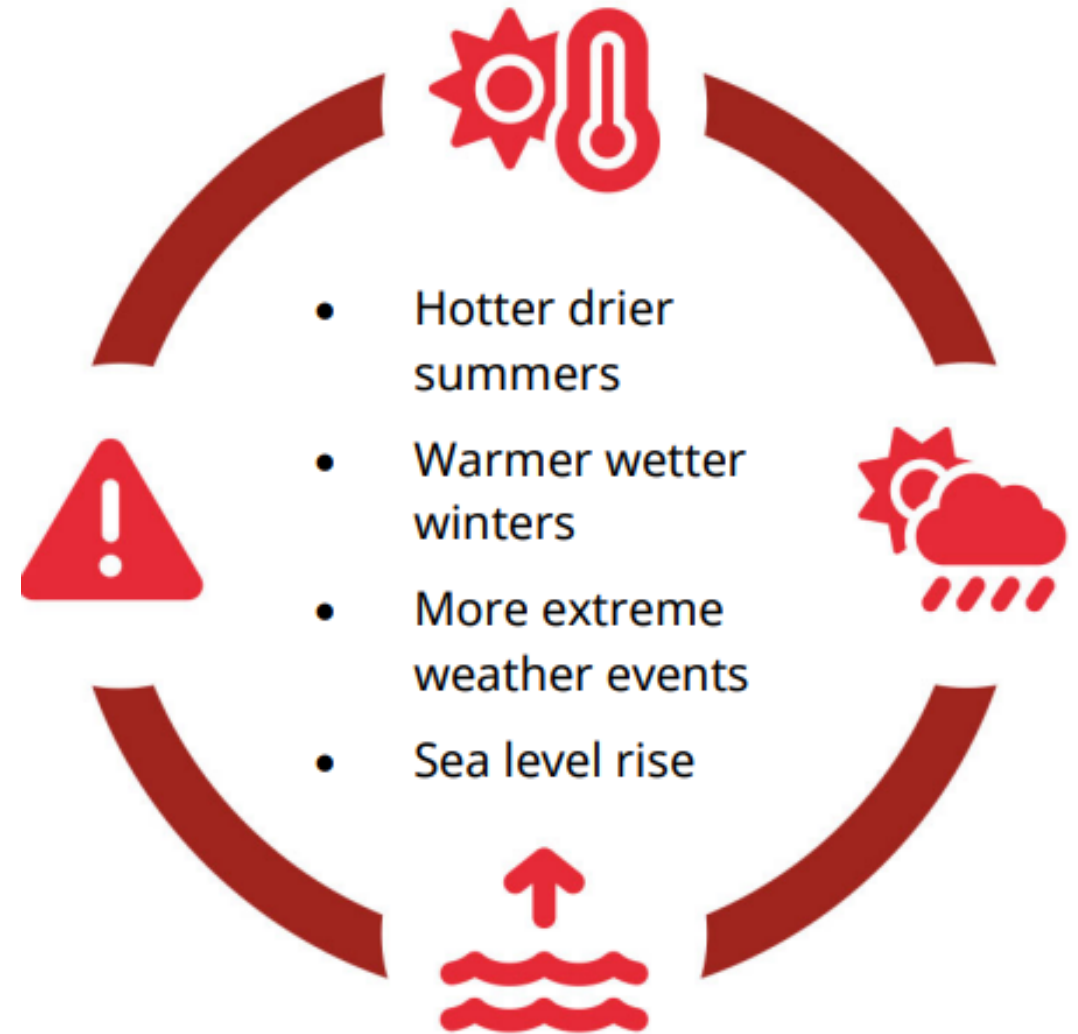 • Hotter drier
summers
• Warmer wetter
winters
• More extreme
weather events
• Sea level rise